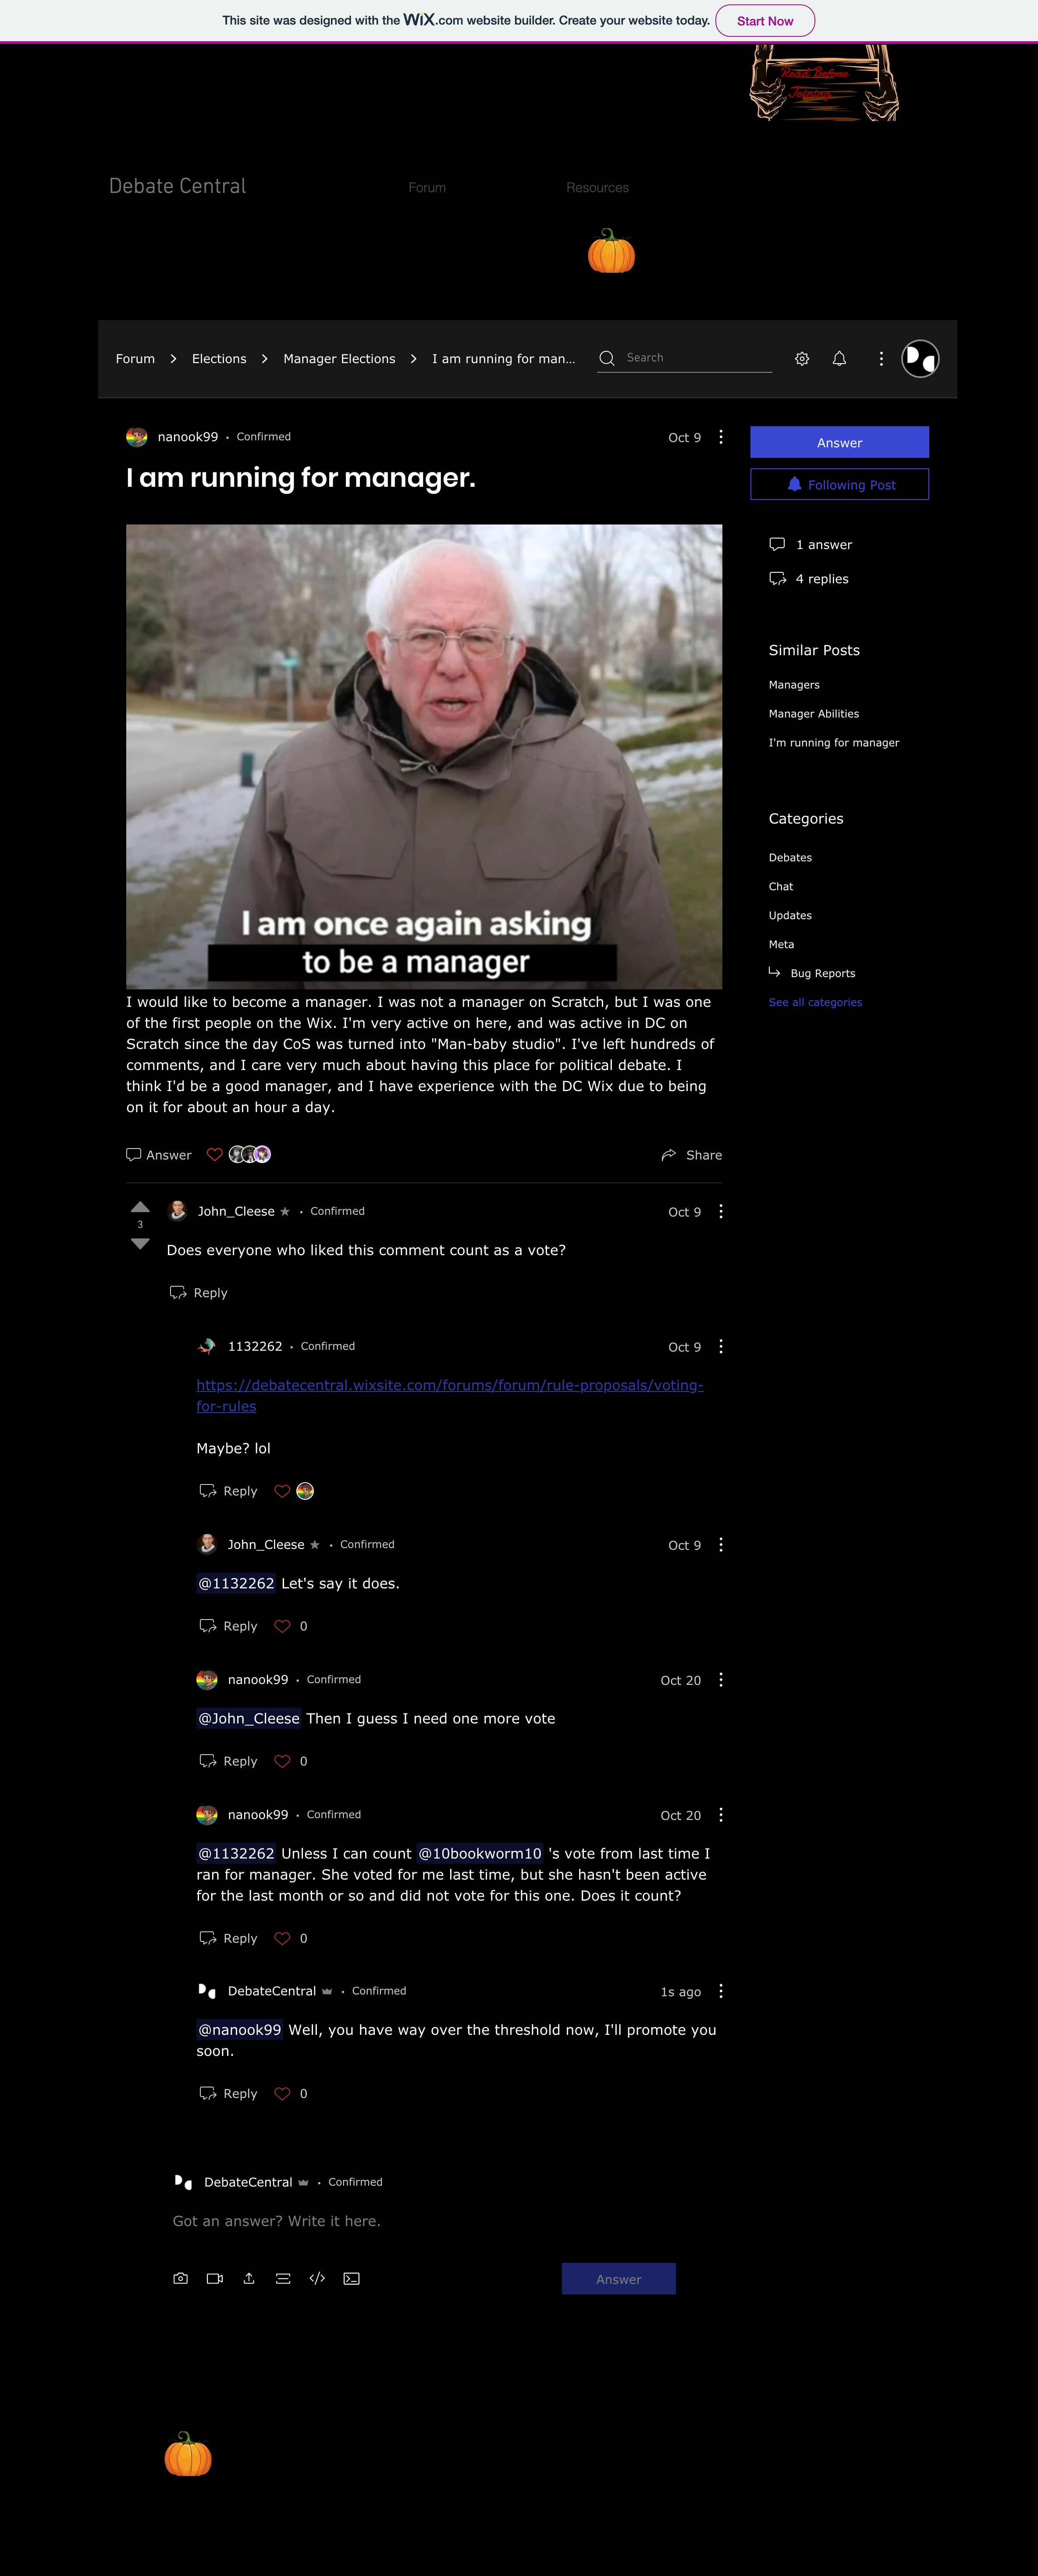 This site was designed with the WiX.com website builder. Create your website today. Start Now
Read Before
Joining
Debate Central Forum Resources
Forum > Elections > Manager Elections > I am running for man... Search
nanook99 • Confirmed Oct 9
I am running for manager.
I am once again asking
to be a manager
I would like to become a manager. I was not a manager on Scratch, but I was one
of the first people on the Wix. I'm very active on here, and was active in DC on
Scratch since the day CoS was turned into "Man-baby studio". I've left hundreds of
comments, and I care very much about having this place for political debate. I
think I'd be a good manager, and I have experience with the DC Wix due to being
on it for about an hour a day.
Answer Share
3
John_Cleese • Confirmed Oct 9
Does everyone who liked this comment count as a vote?
Reply
1132262 • Confirmed Oct 9
https://debatecentral.wixsite.com/forums/forum/rule-proposals/voting-
for-rules
Maybe? lol
Reply
John_Cleese • Confirmed Oct 9
@1132262 Let's say it does.
Reply 0
nanook99 • Confirmed Oct 20
@John_Cleese Then I guess I need one more vote
Reply 0
nanook99 • Confirmed Oct 20
@1132262 Unless I can count @10bookworm10 's vote from last time I
ran for manager. She voted for me last time, but she hasn't been active
for the last month or so and did not vote for this one. Does it count?
Reply 0
DebateCentral • Confirmed 1s ago
@nanook99 Well, you have way over the threshold now, I'll promote you
soon.
Reply 0
DebateCentral • Confirmed
Got an answer? Write it here.
Answer
Answer
Following Post
1 answer
4 replies
Similar Posts
Managers
Manager Abilities
I'm running for manager
Categories
Debates
Chat
Updates
Meta
Bug Reports
See all categories